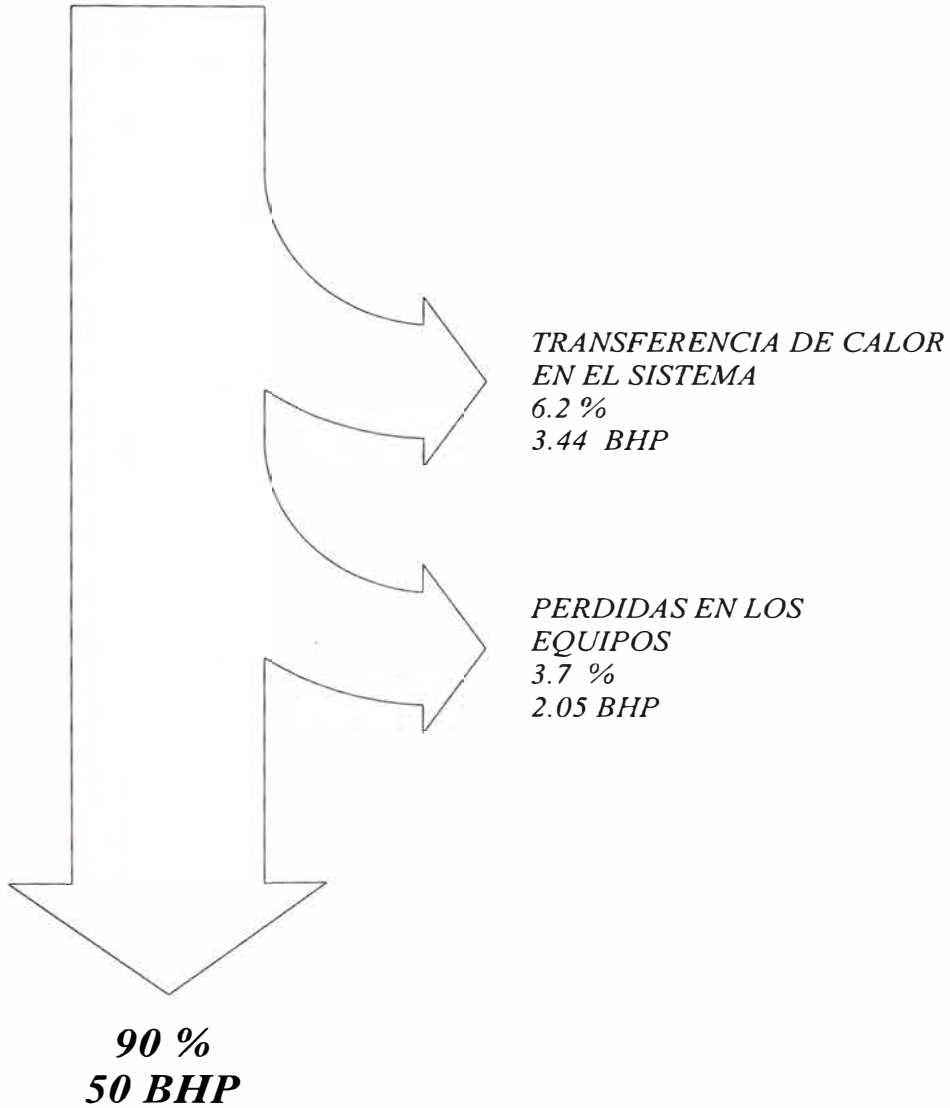 TRANSFERENCIA DE CALOR
EN EL SISTEMA
6.2 %
3.44 BHP
PERDIDAS EN LOS
EQUIPOS
3.7 %
2.05 BHP
90 %
50 BHP